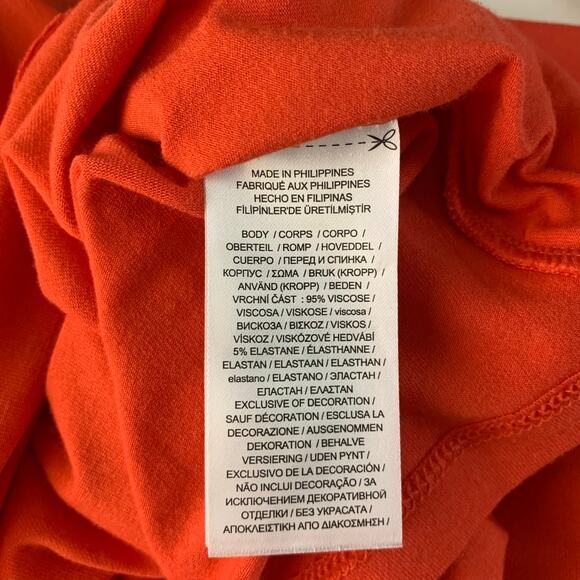 MADE IN PHILIPPINES
FABRIQUÉ AUX PHILIPPINES
HECHO EN FILIPINAS
FİLİPİNLER'DE ÜRETİLMİŞTİR
BODY / CORPS / CORPO /
OBERTEIL / ROMP / HOVEDDEL /
CUERPO / ПЕРЕД И СПИНКА /
КОРПУС / ΣΩΜΑ / BRUK (KROPP) /
ANVÄND (KROPP) / BEDEN /
VRCHNÍ ČÁST : 95% VISCOSE /
VISCOSA / VISKOSE / viscosa /
ВИСКОЗА / ΒΙΣΚΟΖ / VISKOS /
VİSKOZ / VISKÓZOVÉ HEDVÁBÍ
5% ELASTANE / ÉLASTHANNE /
ELASTAN / ELASTAAN / ELASTHAN /
elastano / ELASTANO / ЭЛАСТАН /
ЕЛАСТАН / ΕΛΑΣΤΑΝ
EXCLUSIVE OF DECORATION /
SAUF DÉCORATION / ESCLUSA LA
DECORAZIONE / AUSGENOMMEN
DEKORATION / BEHALVE
VERSIERING / UDEN PYNT /
EXCLUSIVO DE LA DECORACIÓN /
NÃO INCLUI DECORAÇÃO / ЗА
ИСКЛЮЧЕНИЕМ ДЕКОРАТИВНОЙ
ОТДЕЛКИ / БЕЗ УКРАСАТА /
ΑΠΟΚΛΕΙΣΤΙΚΗ ΑΠΟ ΔΙΑΚΟΣΜΗΣΗ /